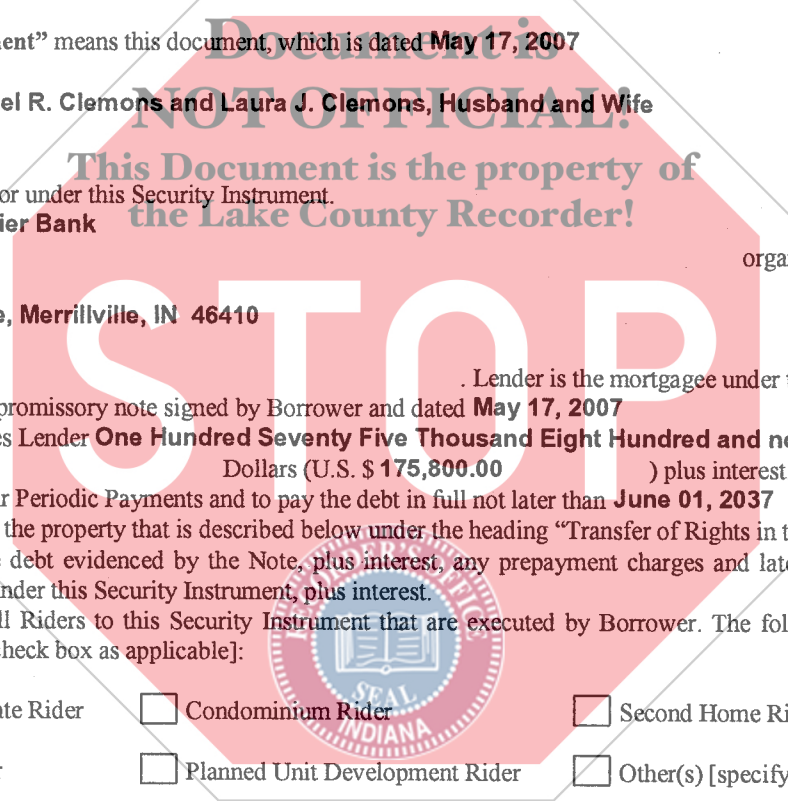 Document is
ent” means this document, which is dated May 17, 2007
NOT OFFICIAL!
el R. Clemons and Laura J. Clemons, Husband and Wife
This Document is the property of
or under this Security Instrument.
the Lake County Recorder!
ier Bank
orga
STOP
e, Merrillville, IN 46410
. Lender is the mortgagee under
promissory note signed by Borrower and dated May 17, 2007
es Lender One Hundred Seventy Five Thousand Eight Hundred and n
Dollars (U.S. $ 175,800.00 ) plus interest
r Periodic Payments and to pay the debt in full not later than June 01, 2037
the property that is described below under the heading “Transfer of Rights in t
debt evidenced by the Note, plus interest, any prepayment charges and late
nder this Security Instrument, plus interest.
ll Riders to this Security Instrument that are executed by Borrower. The fol
heck box as applicable]:
ate Rider Condominium Rider Second Home Ri
Planned Unit Development Rider Other(s) [specify
RECORDER'S OFFICE
SEAL
INDIANA